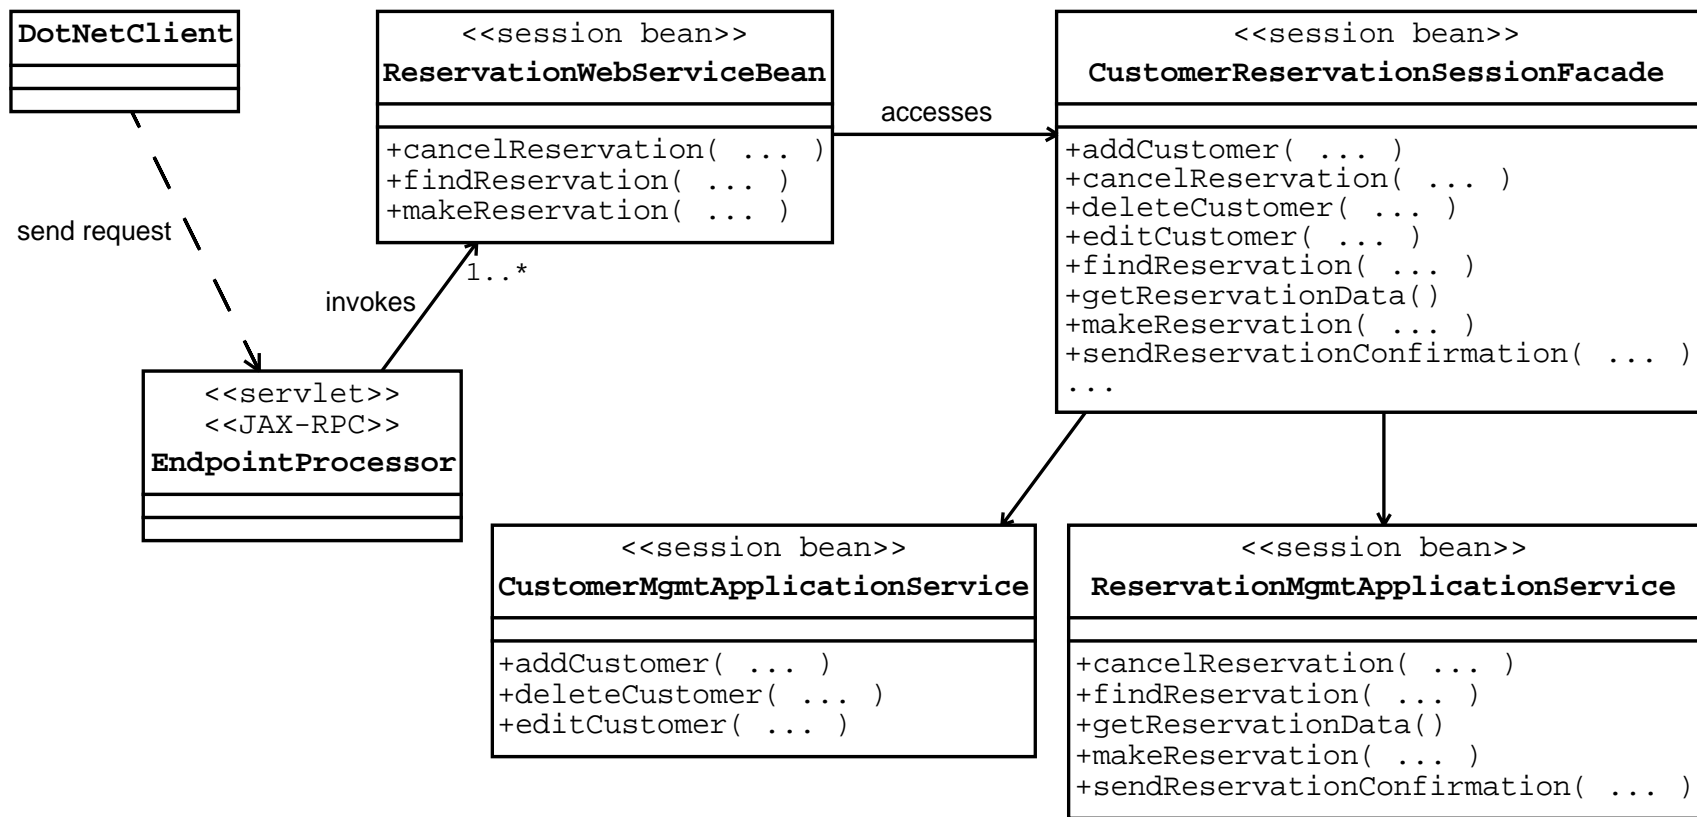 DotNetClient
send request
<<servlet>>
<<JAX-RPC>>
EndpointProcessor
invokes
1..*
<<session bean>>
ReservationWebServiceBean
+cancelReservation( ... )
+findReservation( ... )
+makeReservation( ... )
accesses
<<session bean>>
CustomerReservationSessionFacade
+addCustomer( ... )
+cancelReservation( ... )
+deleteCustomer( ... )
+editCustomer( ... )
+findReservation( ... )
+getReservationData()
+makeReservation( ... )
+sendReservationConfirmation( ... )
...
<<session bean>>
CustomerMgmtApplicationService
+addCustomer( ... )
+deleteCustomer( ... )
+editCustomer( ... )
<<session bean>>
ReservationMgmtApplicationService
+cancelReservation( ... )
+findReservation( ... )
+getReservationData()
+makeReservation( ... )
+sendReservationConfirmation( ... )